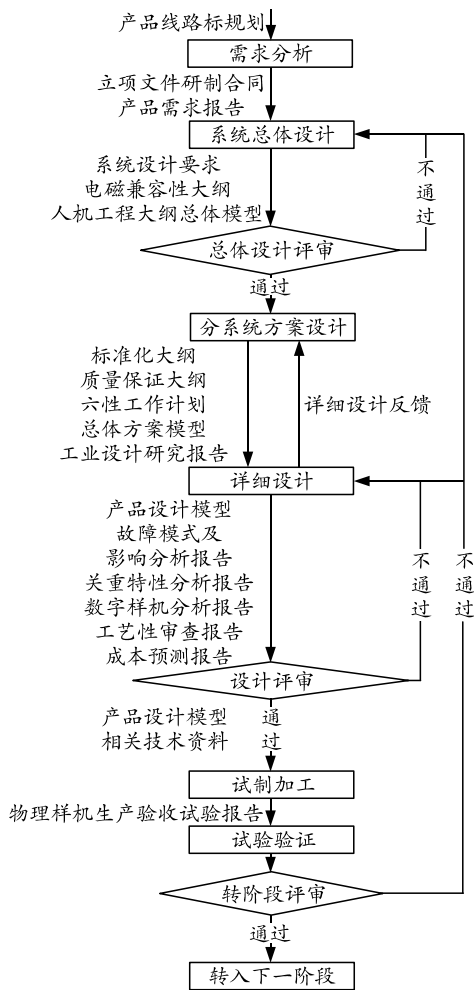 产品线路标规划
需求分析
立项文件研制合同
产品需求报告
系统总体设计
系统设计要求
电磁兼容性大纲
人机工程大纲总体模型
不通过
总体设计评审
通过
分系统方案设计
标准化大纲
质量保证大纲
六性工作计划
总体方案模型
工业设计研究报告
详细设计反馈
详细设计
产品设计模型
故障模式及
影响分析报告
关重特性分析报告
数字样机分析报告
工艺性审查报告
成本预测报告
不通过
不通过
设计评审
产品设计模型
相关技术资料
通过
试制加工
物理样机生产验收试验报告
试验验证
转阶段评审
通过
转入下一阶段